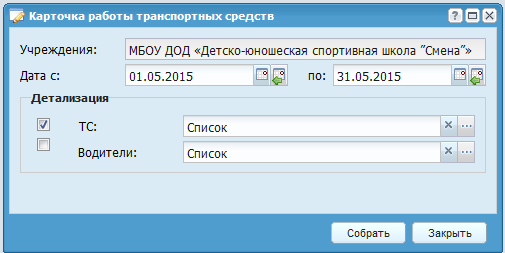 Карточка работы транспортных средств
Учреждения: МБОУ ДОД «Детско-юношеская спортивная школа "Смена"»
Дата с: 01.05.2015 по: 31.05.2015
Детализация
ТС: Список
Водители: Список
Собрать Закрыть